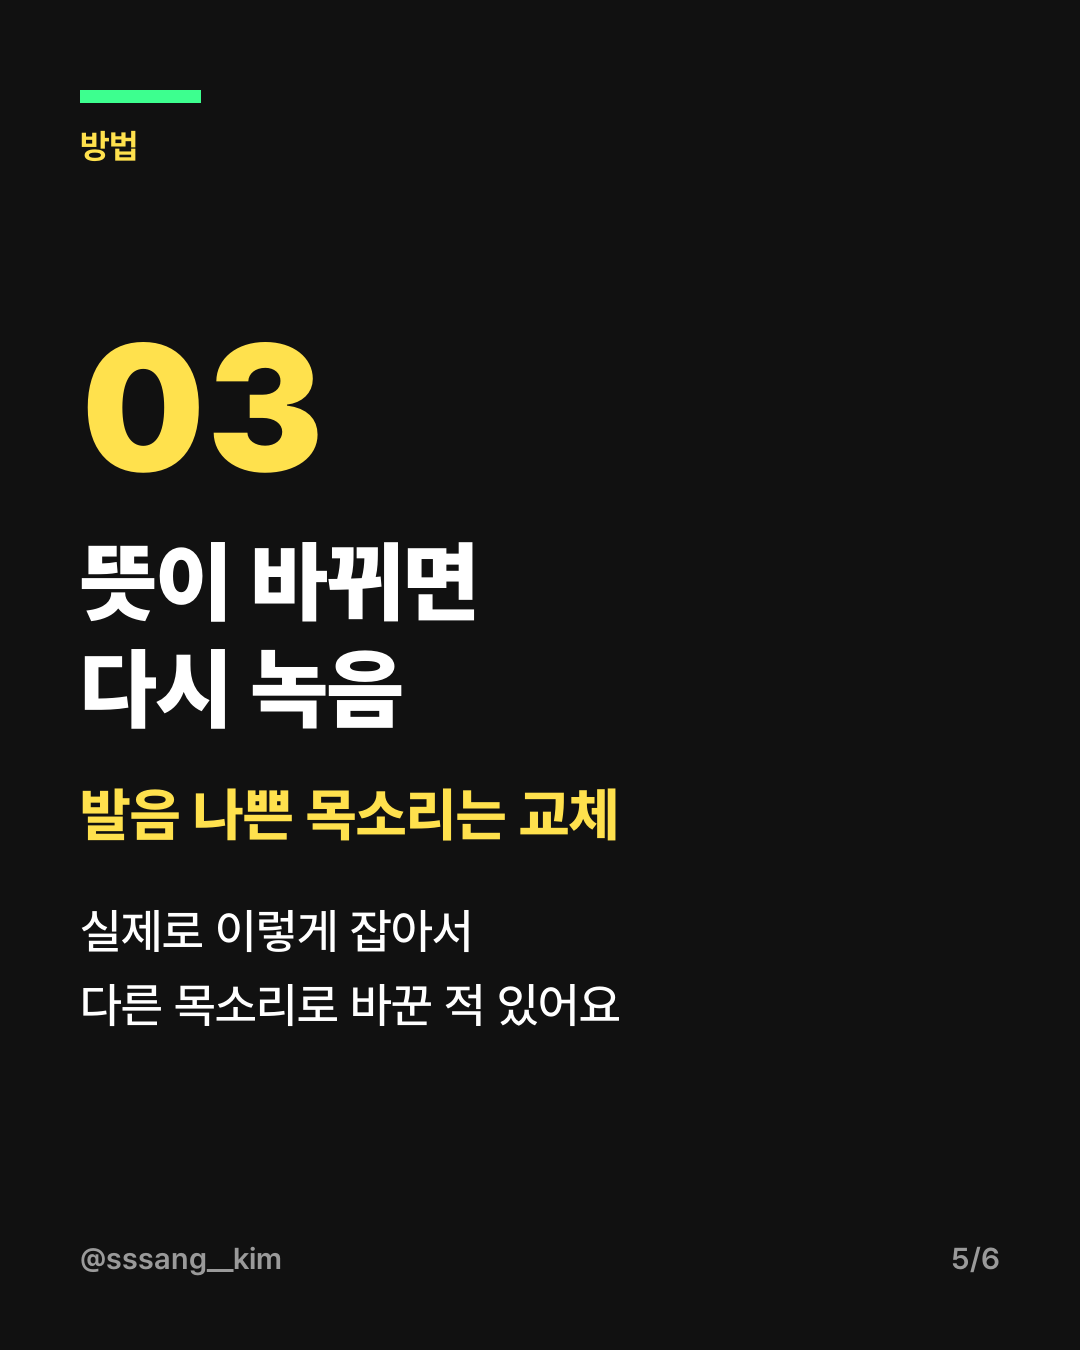 방법
03
뜻이 바뀌면
다시 녹음
발음 나쁜 목소리는 교체
실제로 이렇게 잡아서
다른 목소리로 바꾼 적 있어요
@sssang__kim
5/6